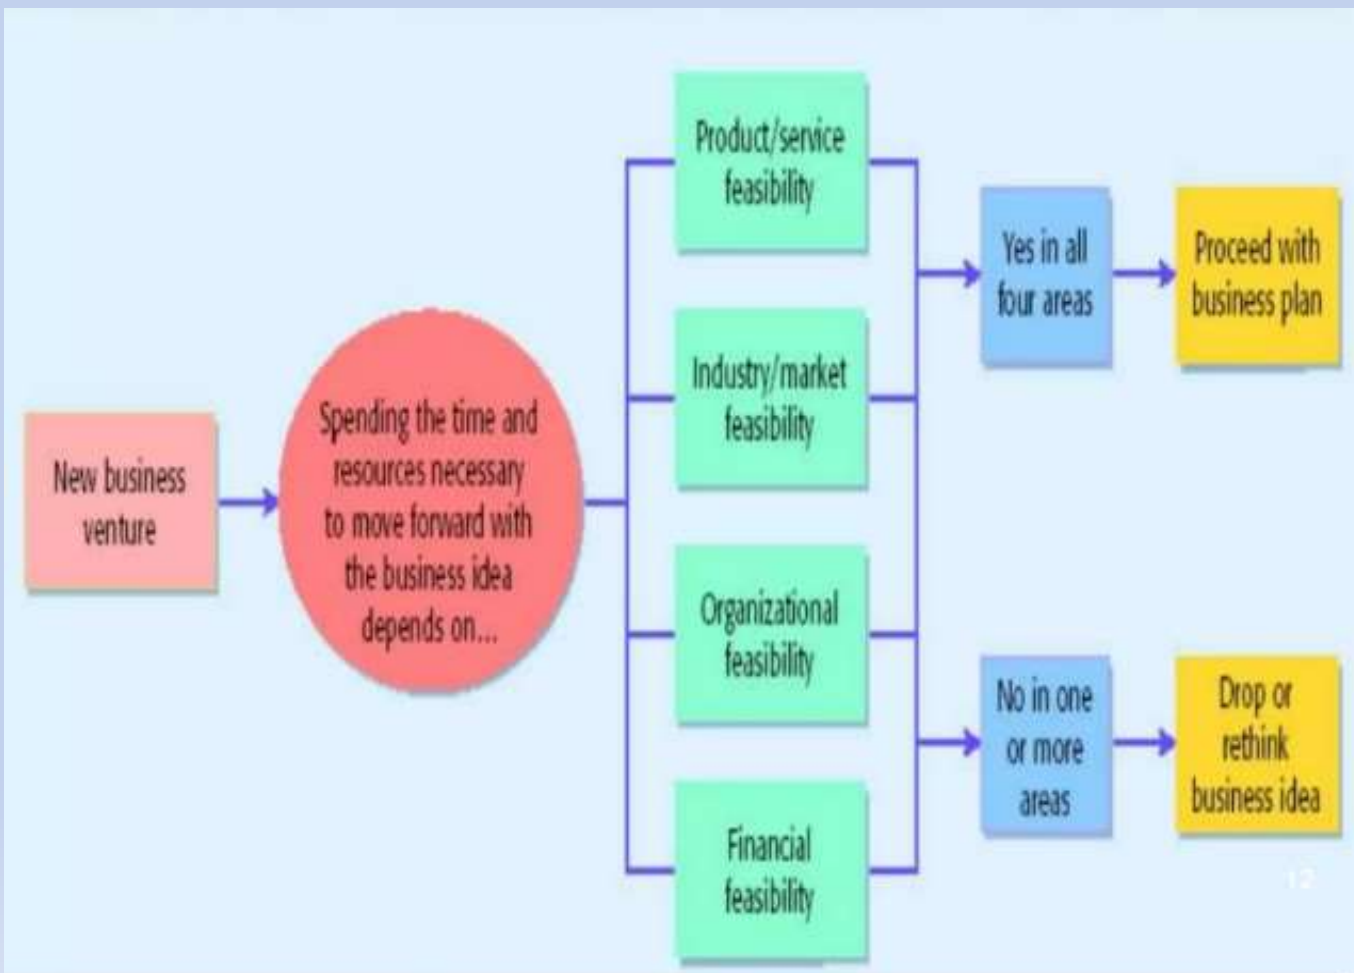 New business
venture
Spending the time and
resources necessary
to move forward with
the business idea
depends on...
Product/service
feasibility
Industry/market
feasibility
Organizational
feasibility
Financial
feasibility
Yes in all
four areas
Proceed with
business plan
No in one
or more
areas
Drop or
rethink
business idea
12